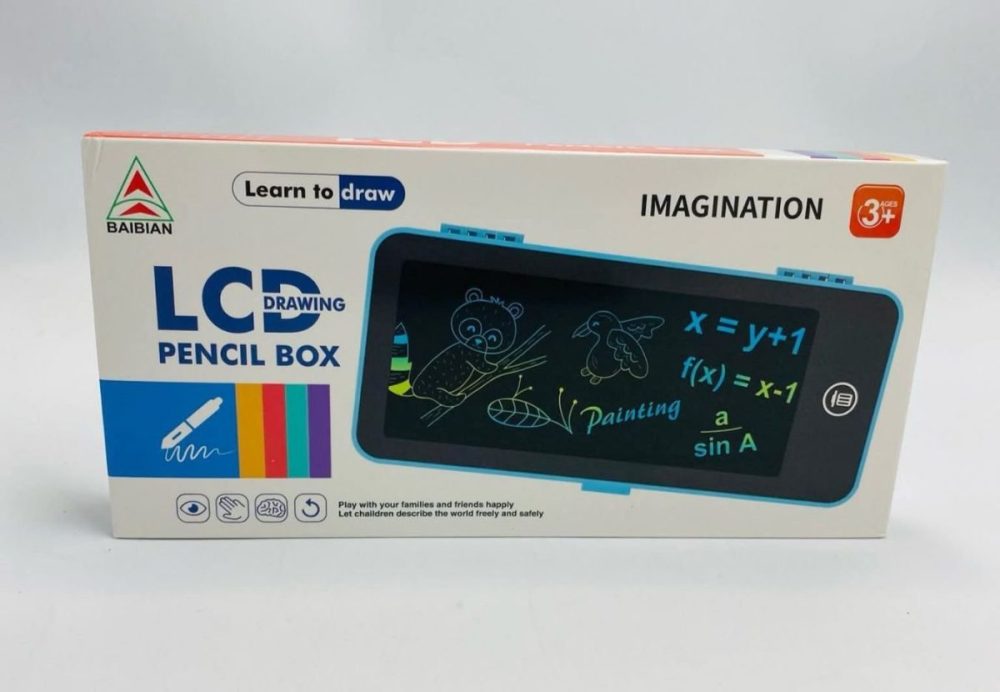 BAIBIAN
Learn to draw
IMAGINATION
3+
AGES
LCD
DRAWING
PENCIL BOX
x = y+1
f(x) = x-1
a
sin A
Painting
Play with your families and friends happly
Let chaildren describe the world freely and safely